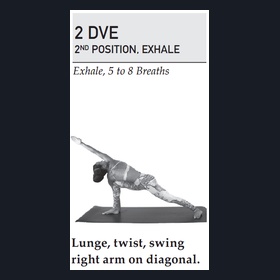 2 DVE
2ND POSITION, EXHALE
Exhale, 5 to 8 Breaths
Lunge, twist, swing
right arm on diagonal.